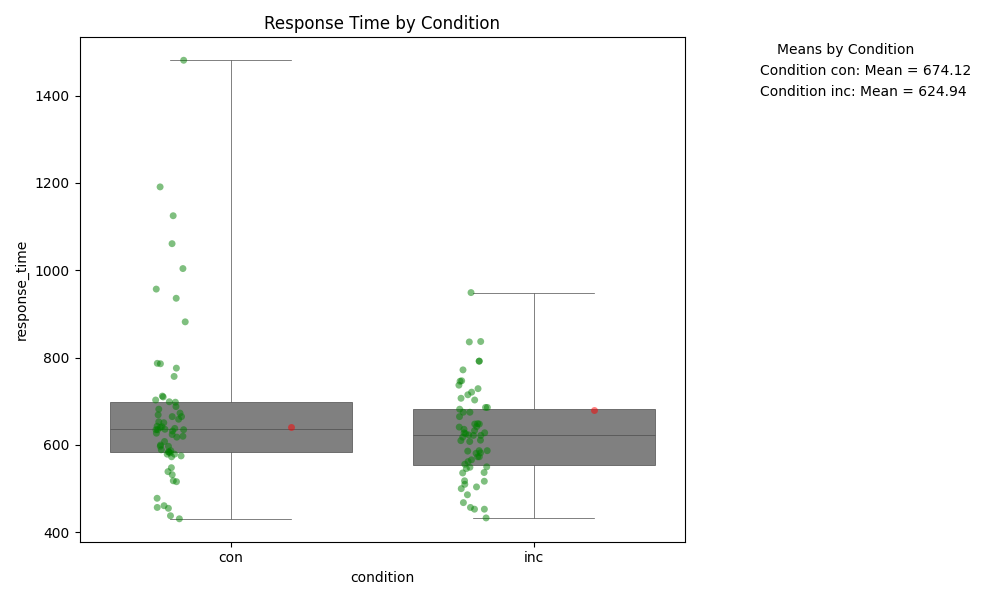 Response Time by Condition
Means by Condition
Condition con: Mean = 674.12
Condition inc: Mean = 624.94
response_time
1400
1200
1000
800
600
400
con
inc
condition